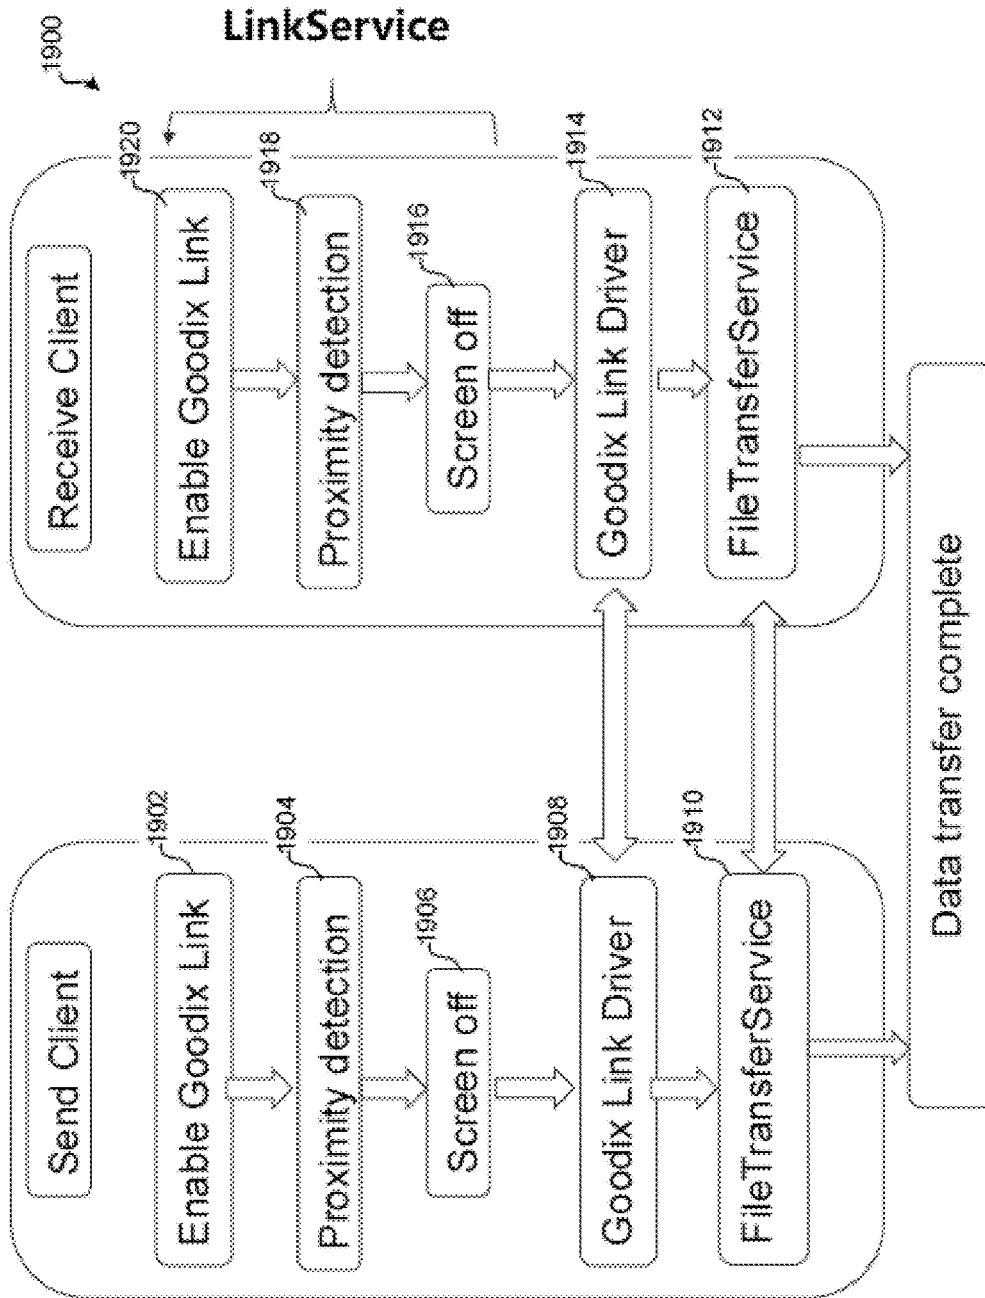 1900
LinkService
Send Client
Enable Goodix Link
1902
Proximity detection
1904
Screen off
1906
Goodix Link Driver
1908
FileTransferService
1910
Receive Client
Enable Goodix Link
1920
Proximity detection
1918
Screen off
1916
Goodix Link Driver
1914
FileTransferService
1912
Data transfer complete